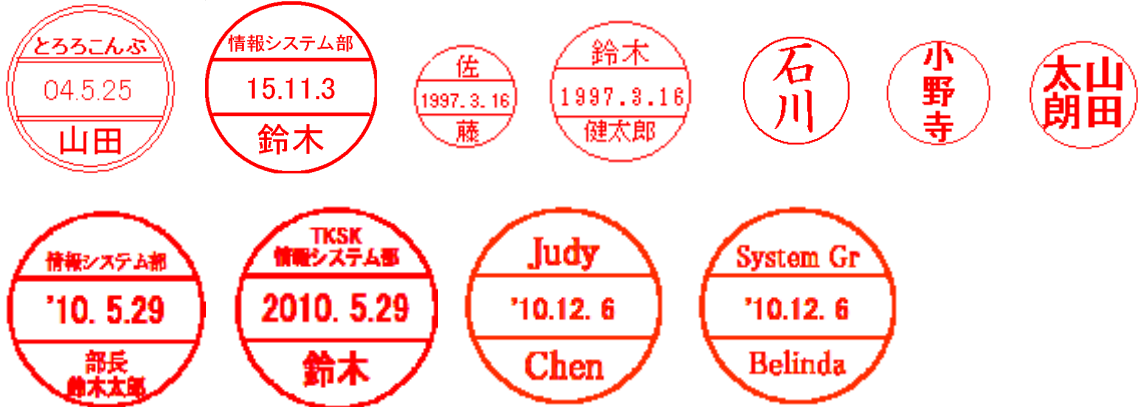 とろろこんぶ
04.5.25
山田
情報システム部
15.11.3
鈴木
佐
1997.3.16
藤
鈴木
1997.3.16
健太郎
石川
小野寺
山田
太朗
情報システム部
'10. 5.29
部長
鈴木太郎
TKSK
情報システム部
2010. 5.29
鈴木
Judy
'10.12. 6
Chen
System Gr
'10.12. 6
Belinda